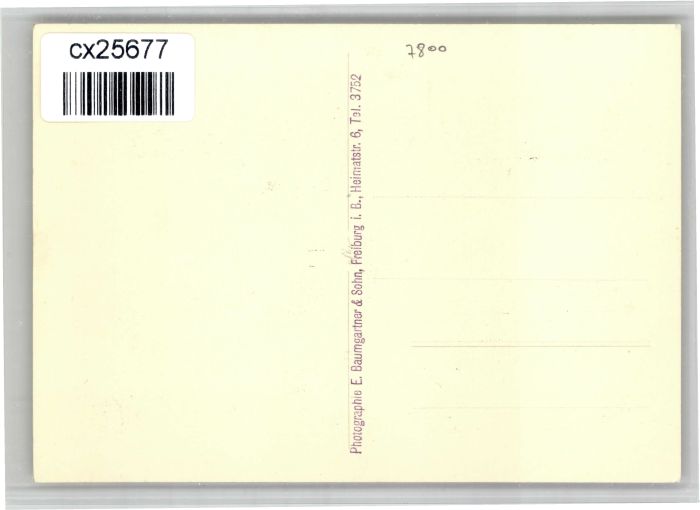 cx25677
7800
Photographie E. Baumgartner & Sohn, Freiburg i. B., Heimatstr. 6, Tel. 3752